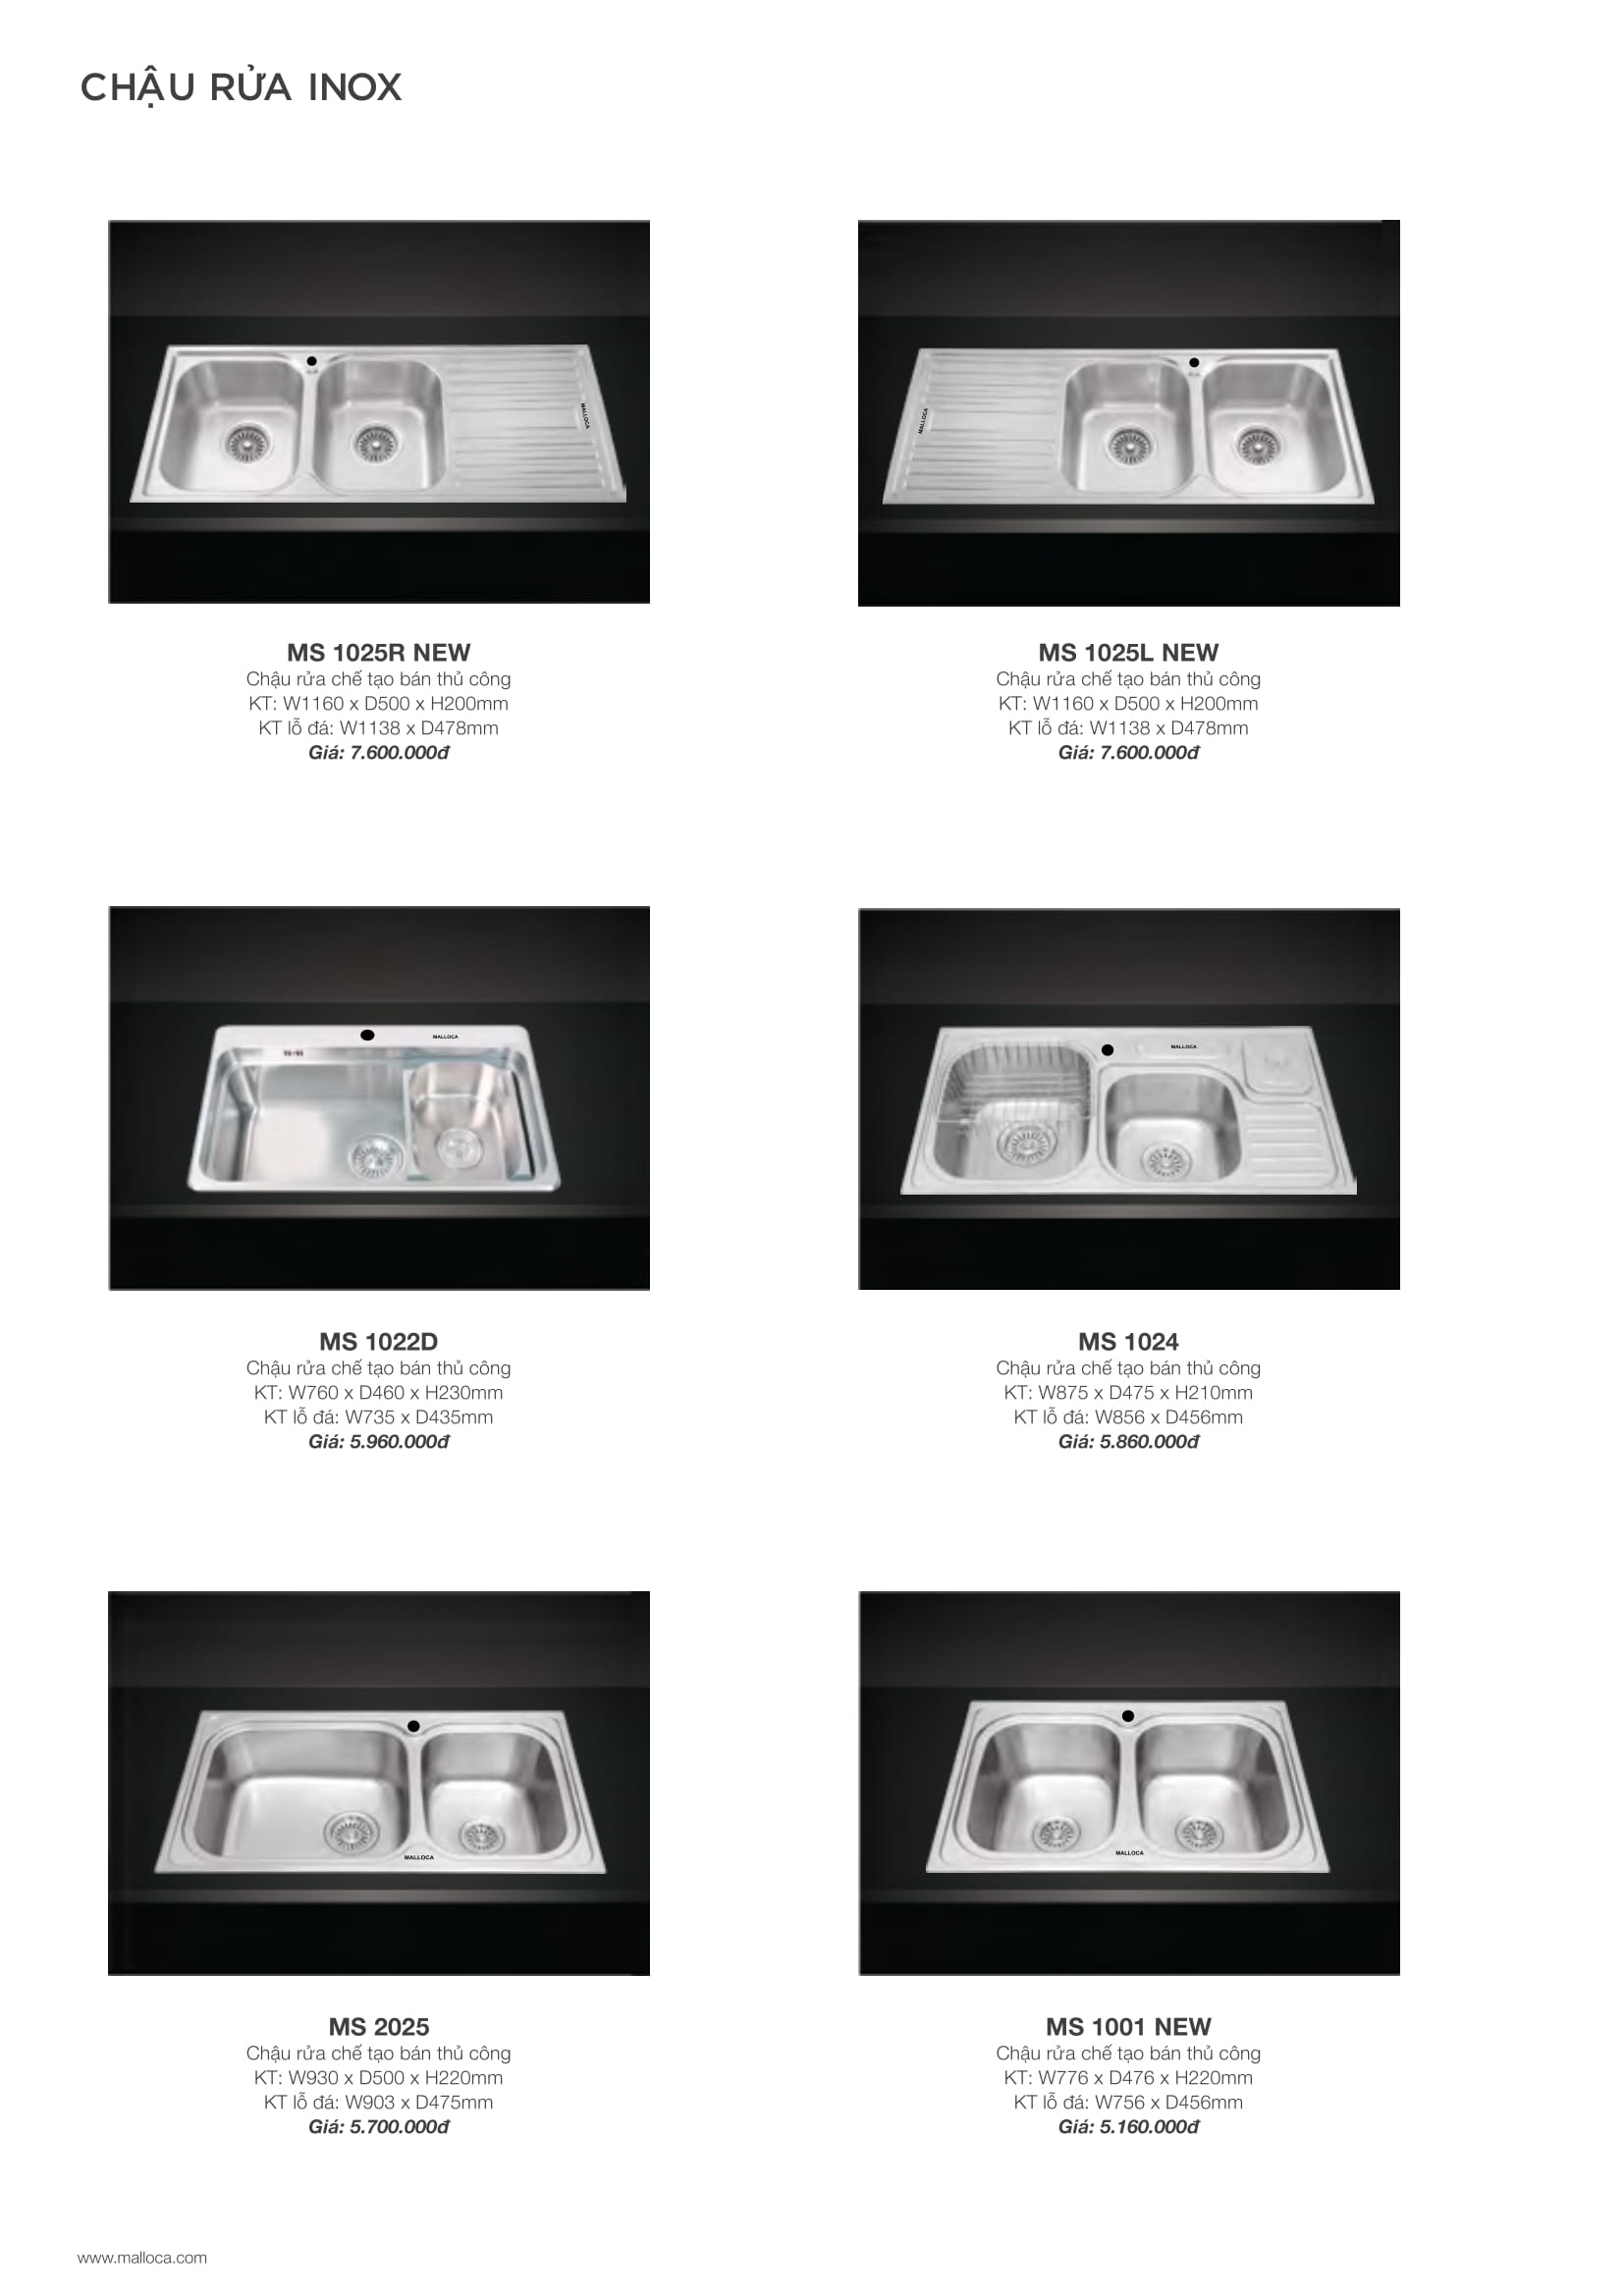 CHẬU RỬA INOX
MALLOCA
MALLOCA
MS 1025R NEW
Chậu rửa chế tạo bán thủ công
KT: W1160 x D500 x H200mm
KT lỗ đá: W1138 x D478mm
Giá: 7.600.000đ
MS 1025L NEW
Chậu rửa chế tạo bán thủ công
KT: W1160 x D500 x H200mm
KT lỗ đá: W1138 x D478mm
Giá: 7.600.000đ
MALLOCA
MALLOCA
MS 1022D
Chậu rửa chế tạo bán thủ công
KT: W760 x D460 x H230mm
KT lỗ đá: W735 x D435mm
Giá: 5.960.000đ
MS 1024
Chậu rửa chế tạo bán thủ công
KT: W875 x D475 x H210mm
KT lỗ đá: W856 x D456mm
Giá: 5.860.000đ
MALLOCA
MALLOCA
MS 2025
Chậu rửa chế tạo bán thủ công
KT: W930 x D500 x H220mm
KT lỗ đá: W903 x D475mm
Giá: 5.700.000đ
MS 1001 NEW
Chậu rửa chế tạo bán thủ công
KT: W776 x D476 x H220mm
KT lỗ đá: W756 x D456mm
Giá: 5.160.000đ
www.malloca.com